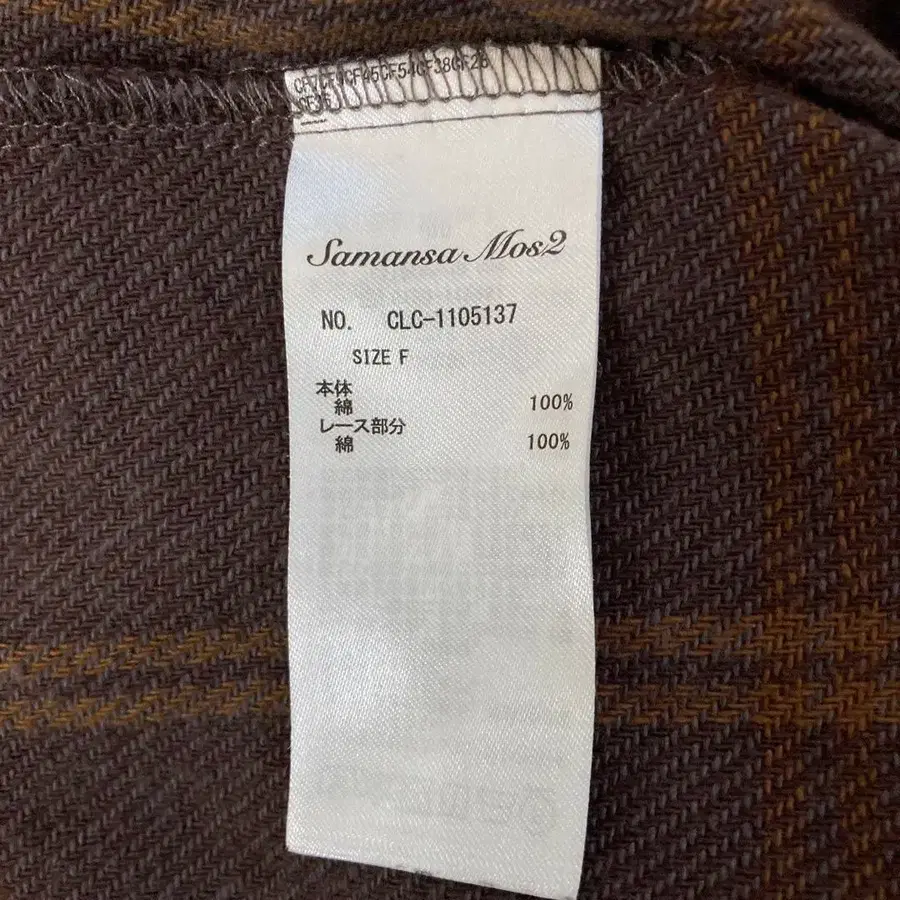 Samansa Mos2
NO. CLC-1105137
SIZE F
本体
綿 100%
レース部分
綿 100%